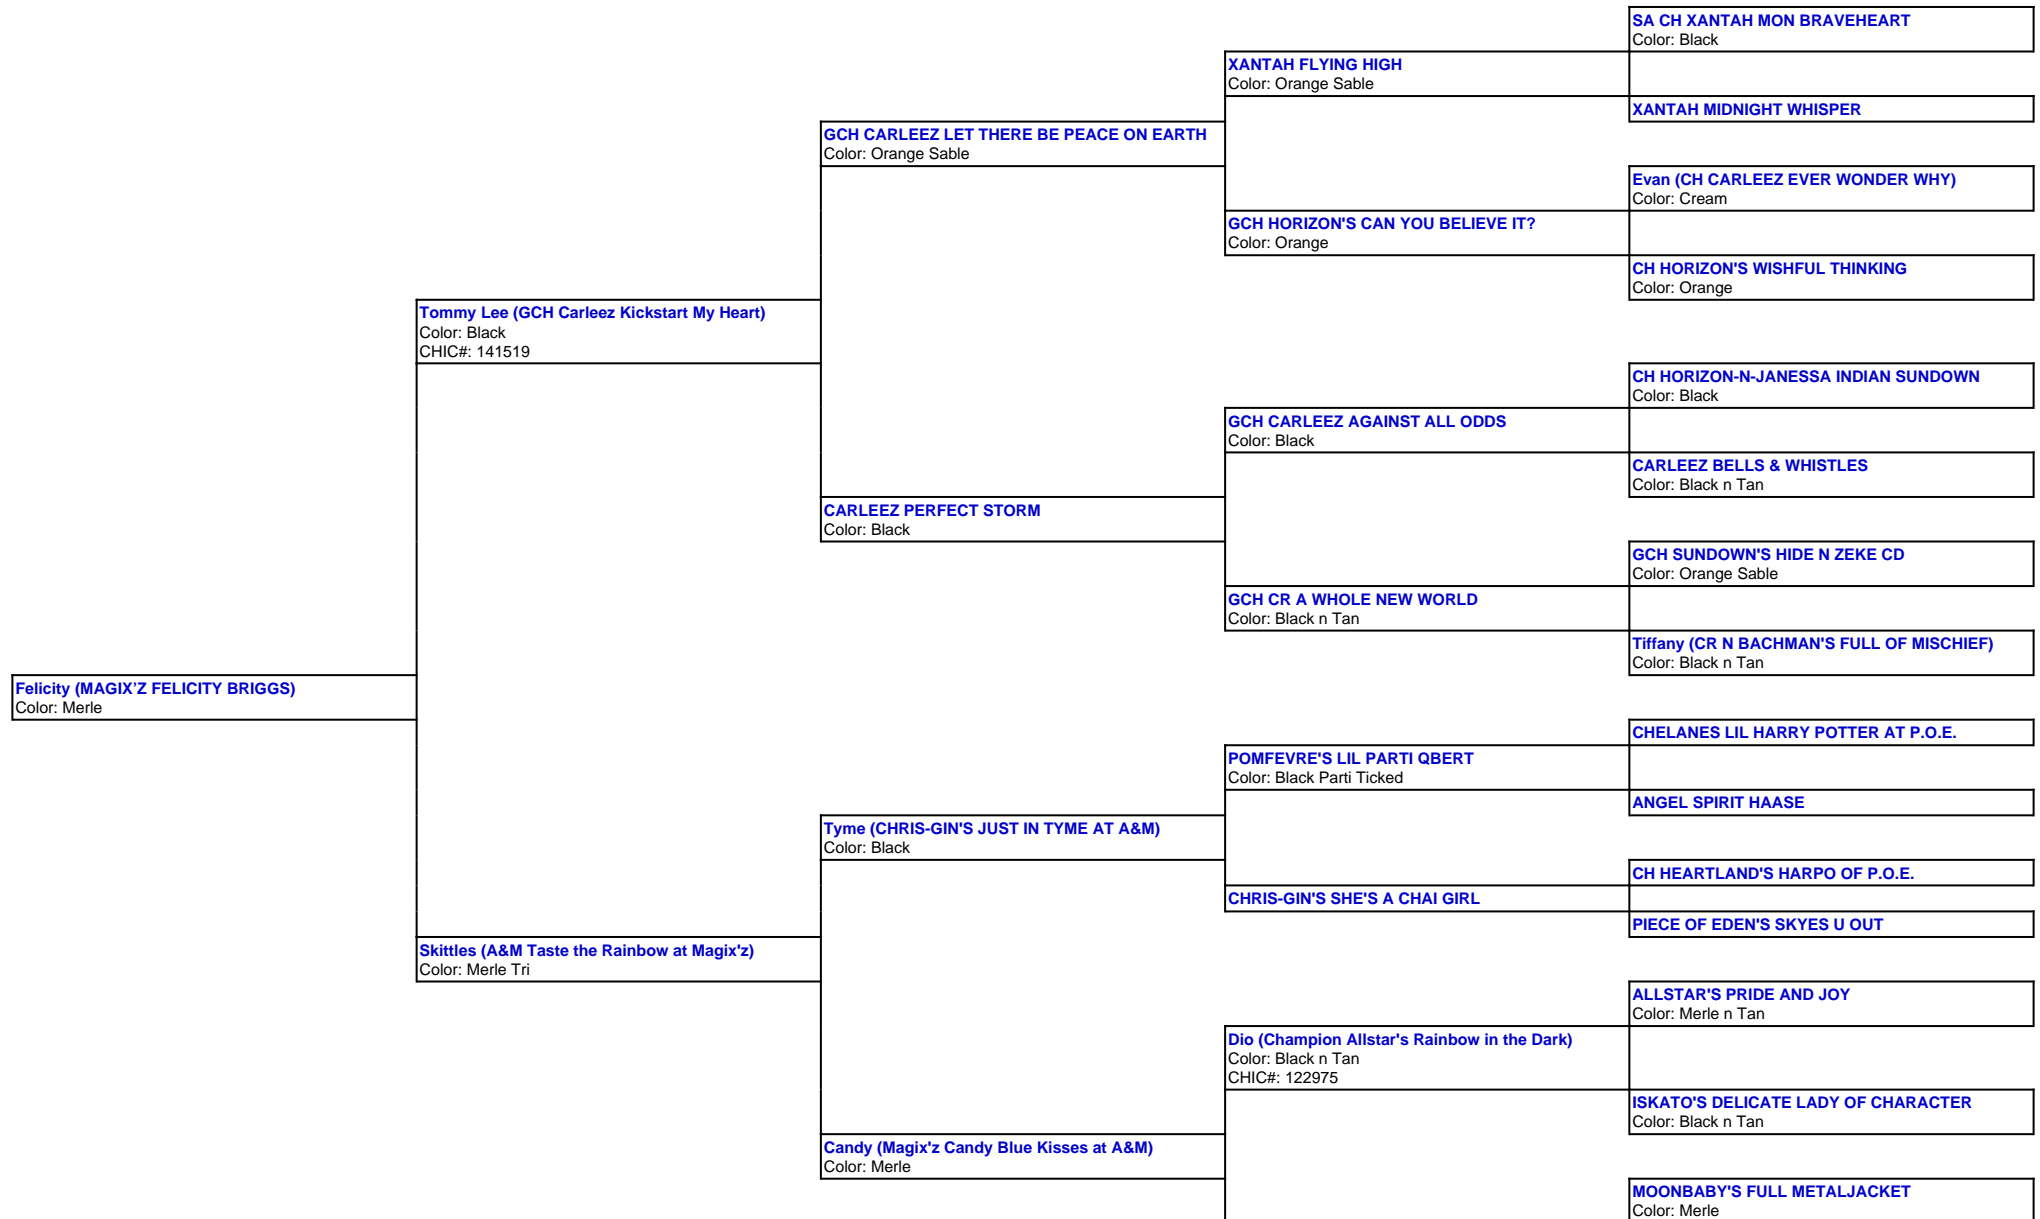 SA CH XANTAH MON BRAVEHEART
Color: Black
XANTAH FLYING HIGH
Color: Orange Sable
XANTAH MIDNIGHT WHISPER
GCH CARLEEZ LET THERE BE PEACE ON EARTH
Color: Orange Sable
Evan (CH CARLEEZ EVER WONDER WHY)
Color: Cream
GCH HORIZON'S CAN YOU BELIEVE IT?
Color: Orange
CH HORIZON'S WISHFUL THINKING
Color: Orange
Tommy Lee (GCH Carleez Kickstart My Heart)
Color: Black
CHIC#: 141519
CH HORIZON-N-JANESSA INDIAN SUNDOWN
Color: Black
GCH CARLEEZ AGAINST ALL ODDS
Color: Black
CARLEEZ BELLS & WHISTLES
Color: Black n Tan
CARLEEZ PERFECT STORM
Color: Black
GCH SUNDOWN'S HIDE N ZEKE CD
Color: Orange Sable
GCH CR A WHOLE NEW WORLD
Color: Black n Tan
Tiffany (CR N BACHMAN'S FULL OF MISCHIEF)
Color: Black n Tan
Felicity (MAGIX’Z FELICITY BRIGGS)
Color: Merle
CHELANES LIL HARRY POTTER AT P.O.E.
POMFEVRE'S LIL PARTI QBERT
Color: Black Parti Ticked
ANGEL SPIRIT HAASE
Tyme (CHRIS-GIN'S JUST IN TYME AT A&M)
Color: Black
CH HEARTLAND'S HARPO OF P.O.E.
CHRIS-GIN'S SHE'S A CHAI GIRL
PIECE OF EDEN'S SKYES U OUT
Skittles (A&M Taste the Rainbow at Magix'z)
Color: Merle Tri
ALLSTAR'S PRIDE AND JOY
Color: Merle n Tan
Dio (Champion Allstar's Rainbow in the Dark)
Color: Black n Tan
CHIC#: 122975
ISKATO'S DELICATE LADY OF CHARACTER
Color: Black n Tan
Candy (Magix'z Candy Blue Kisses at A&M)
Color: Merle
MOONBABY'S FULL METALJACKET
Color: Merle